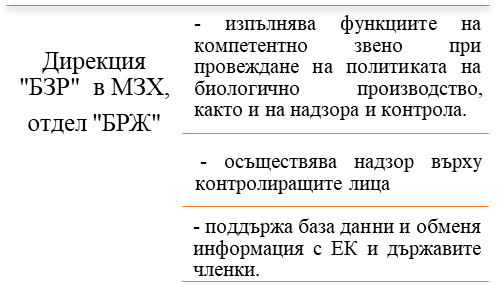 Дирекция
"БЗР"  в МЗХ,
отдел "БРЖ"
- изпълнява функциите на
компетентно звено при
провеждане на политиката на
биологично производство,
както и на надзора и контрола.
- осъществява надзор върху
контролиращите лица
- поддържа база данни и обменя
информация с ЕК и държавите
членки.